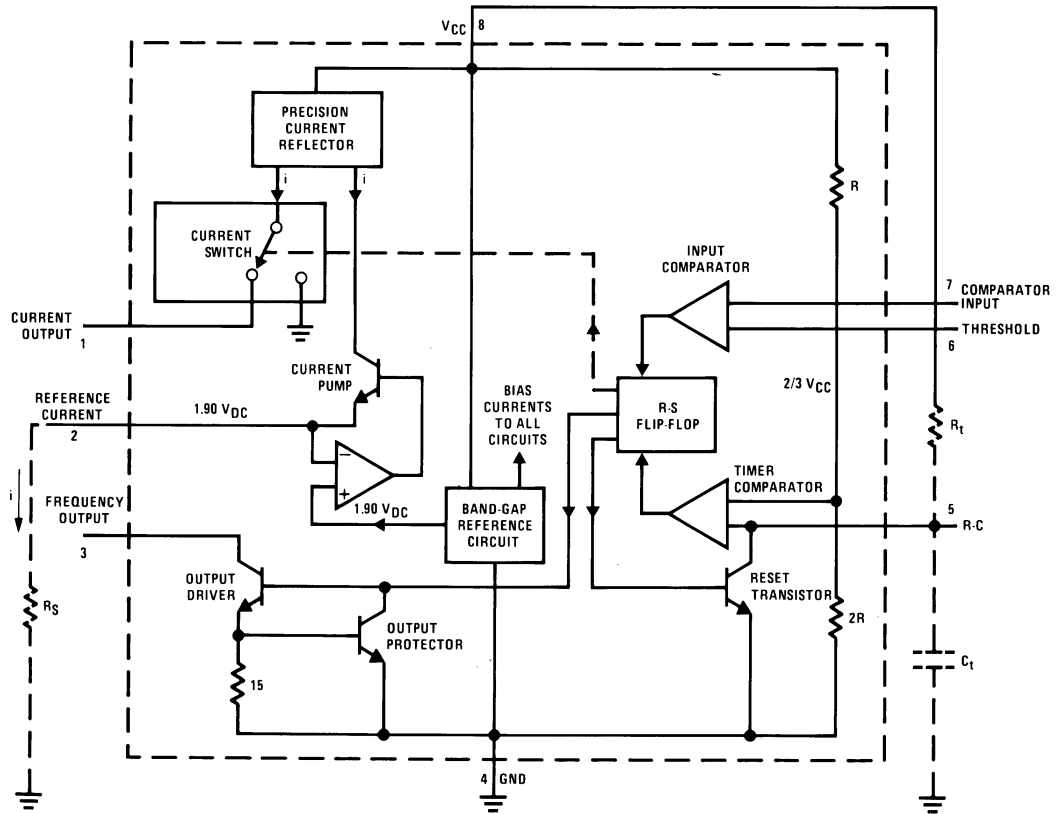 VCC 8
PRECISION
CURRENT
REFLECTOR
i
i
R
CURRENT
SWITCH
INPUT
COMPARATOR
7 COMPARATOR
INPUT
CURRENT
OUTPUT 1
THRESHOLD
6
CURRENT
PUMP
BIAS
CURRENTS
TO ALL
CIRCUITS
R-S
FLIP-FLOP
2/3 VCC
REFERENCE
CURRENT
2
1.90 VDC
Rt
−
+
1.90 VDC
i
FREQUENCY
OUTPUT
3
BAND-GAP
REFERENCE
CIRCUIT
TIMER
COMPARATOR
5
R-C
RS
OUTPUT
DRIVER
OUTPUT
PROTECTOR
RESET
TRANSISTOR
2R
15
Ct
4 GND